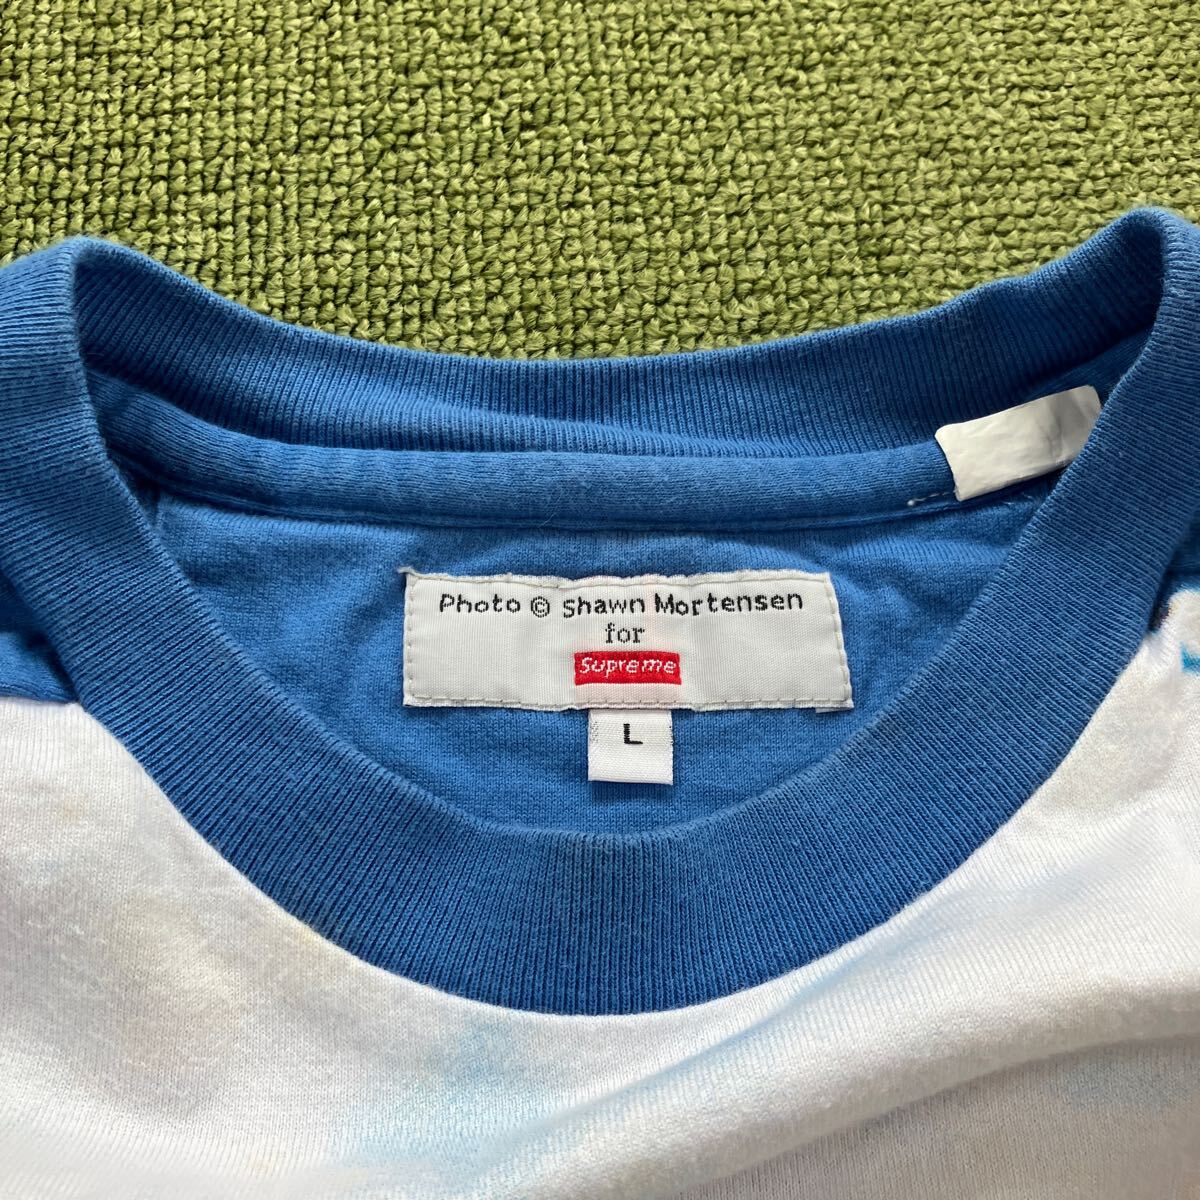 Photo © Shawn Mortensen
for
Supreme
L